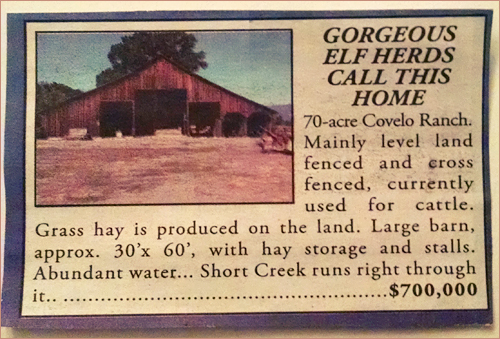 GORGEOUS
ELF HERDS
CALL THIS
HOME
70-acre Covelo Ranch.
Mainly level land
fenced and cross
fenced, currently
used for cattle.
Grass hay is produced on the land. Large barn,
approx. 30'x 60', with hay storage and stalls.
Abundant water... Short Creek runs right through
it.. ..........................................................$700,000